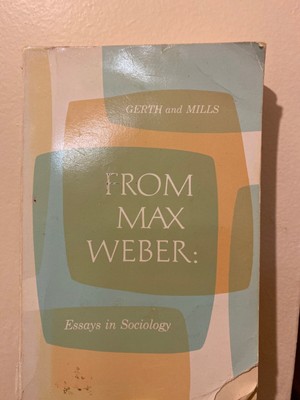 GERTH and MILLS
FROM
MAX
WEBER:
Essays in Sociology